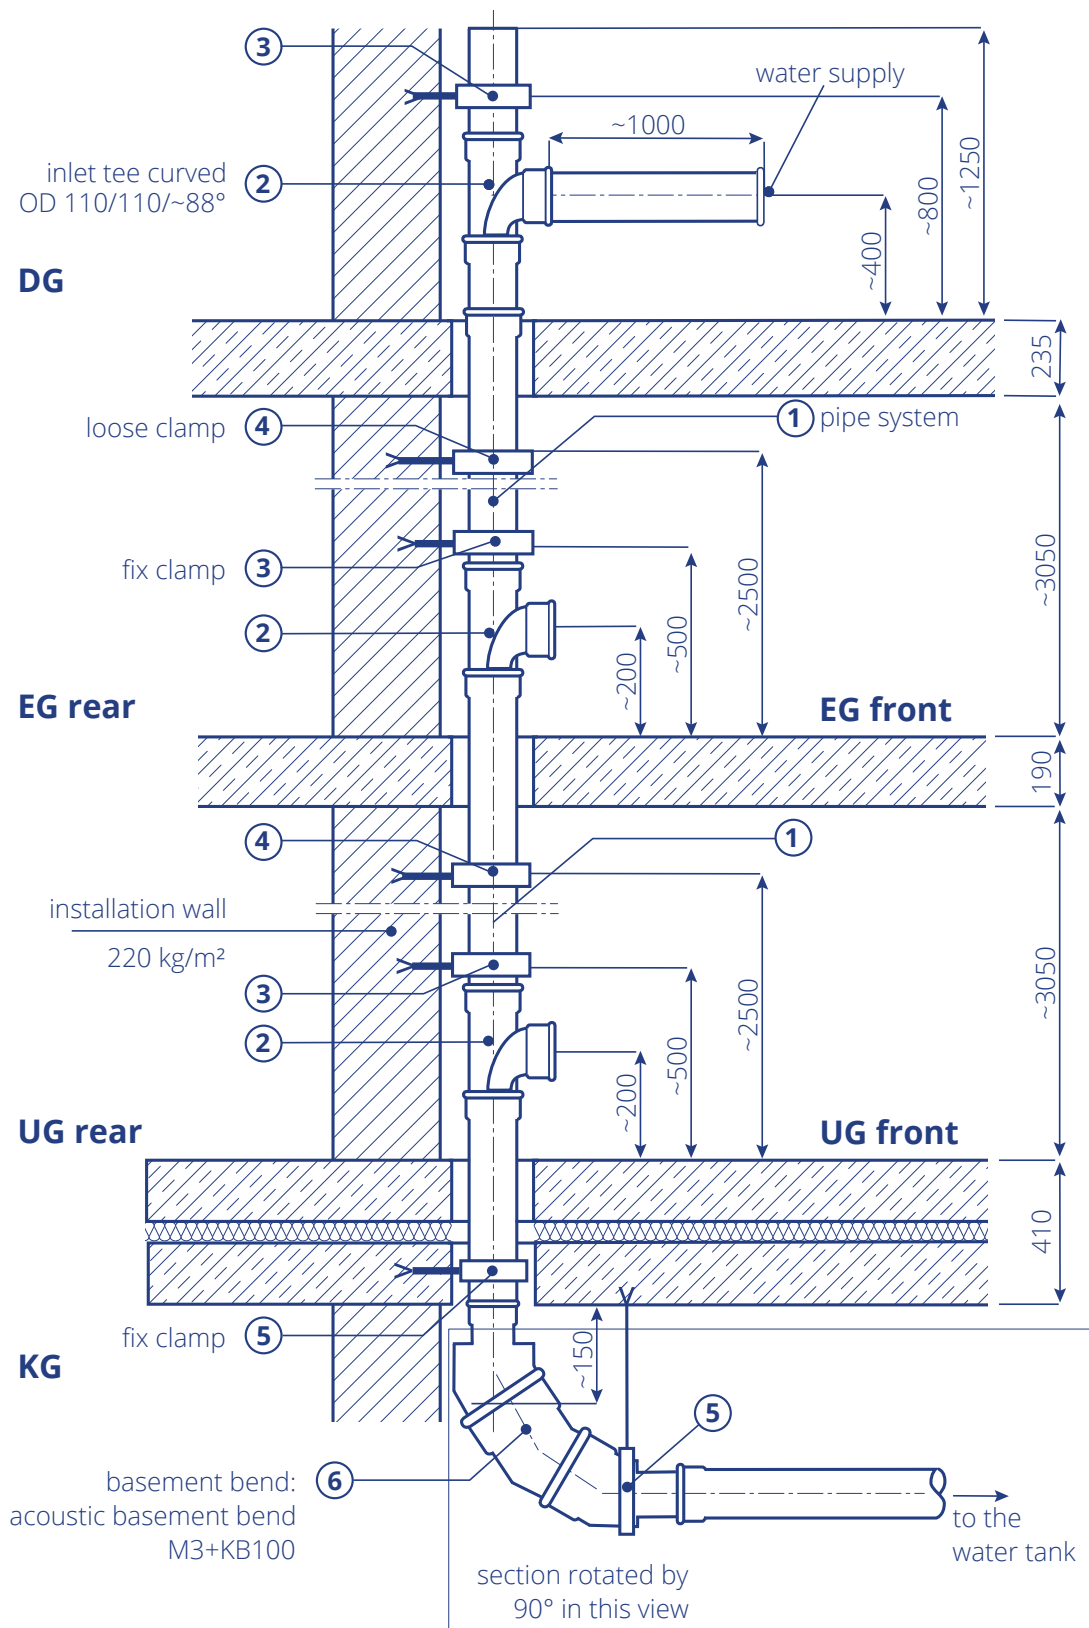 3
water supply
~1000
inlet tee curved
OD 110/110/~88°
2
~400
~800
~1250
DG
235
loose clamp
4
1
pipe system
fix clamp
3
2
~200
~500
~2500
~3050
EG rear
EG front
190
4
1
installation wall
220 kg/m²
3
2
~200
~500
~2500
~3050
UG rear
UG front
410
fix clamp
5
~150
KG
5
basement bend:
acoustic basement bend
M3+KB100
6
to the
water tank
section rotated by
90° in this view